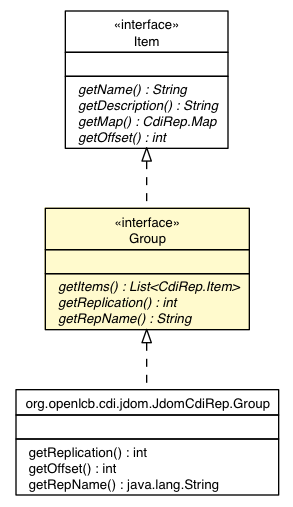 «interface»
Item
getName() : String
getDescription() : String
getMap() : CdiRep.Map
getOffset() : int
«interface»
Group
getItems() : List<CdiRep.Item>
getReplication() : int
getRepName() : String
org.openlcb.cdi.jdom.JdomCdiRep.Group
getReplication() : int
getOffset() : int
getRepName() : java.lang.String